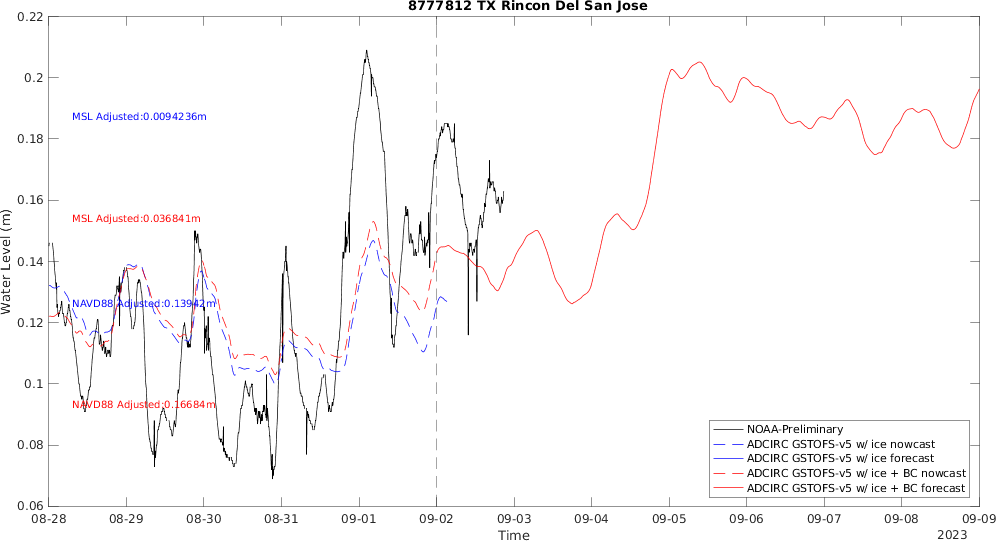 8777812 TX Rincon Del San Jose
0.22
0.2
0.18
0.16
0.14
0.12
0.1
0.08
0.06
Water Level (m)
MSL Adjusted:0.0094236m
MSL Adjusted:0.036841m
NAVD88 Adjusted:0.13942m
NAVD88 Adjusted:0.16684m
NOAA-Preliminary
ADCIRC GSTOFS-v5 w/ ice nowcast
ADCIRC GSTOFS-v5 w/ ice forecast
ADCIRC GSTOFS-v5 w/ ice + BC nowcast
ADCIRC GSTOFS-v5 w/ ice + BC forecast
08-28 08-29 08-30 08-31 09-01 09-02 09-03 09-04 09-05 09-06 09-07 09-08 09-09
Time
2023